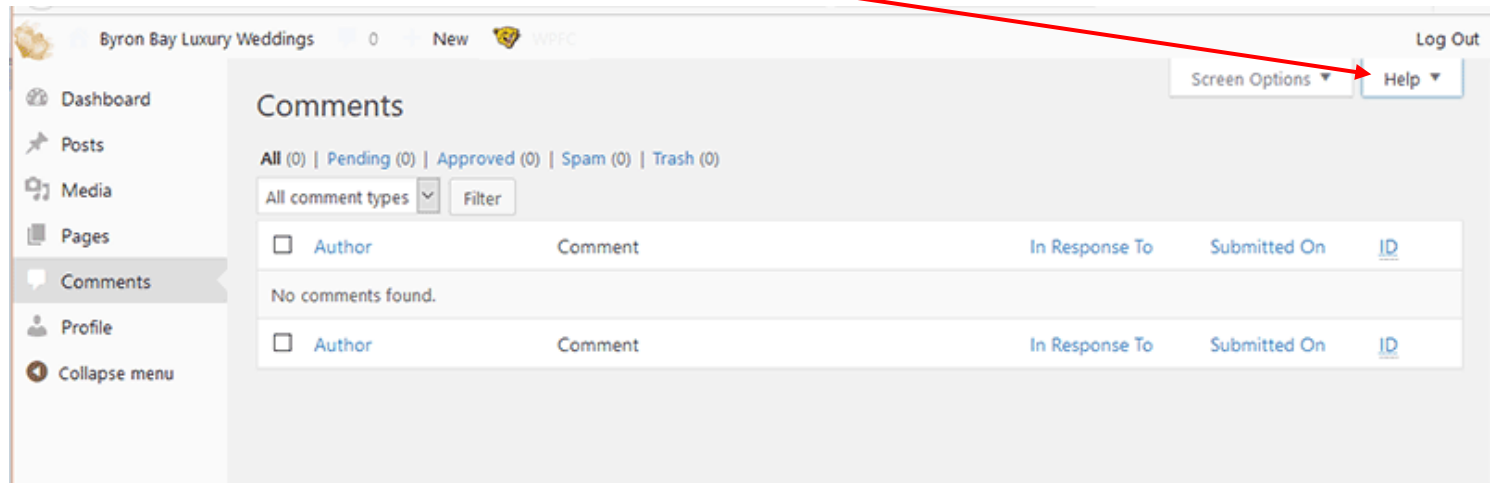 Byron Bay Luxury Weddings 0 New WPFC Log Out
Screen Options Help
Dashboard
Posts
Media
Pages
Comments
Profile
Collapse menu
Comments
All (0) | Pending (0) | Approved (0) | Spam (0) | Trash (0)
All comment types Filter
Author Comment In Response To Submitted On ID
No comments found.
Author Comment In Response To Submitted On ID